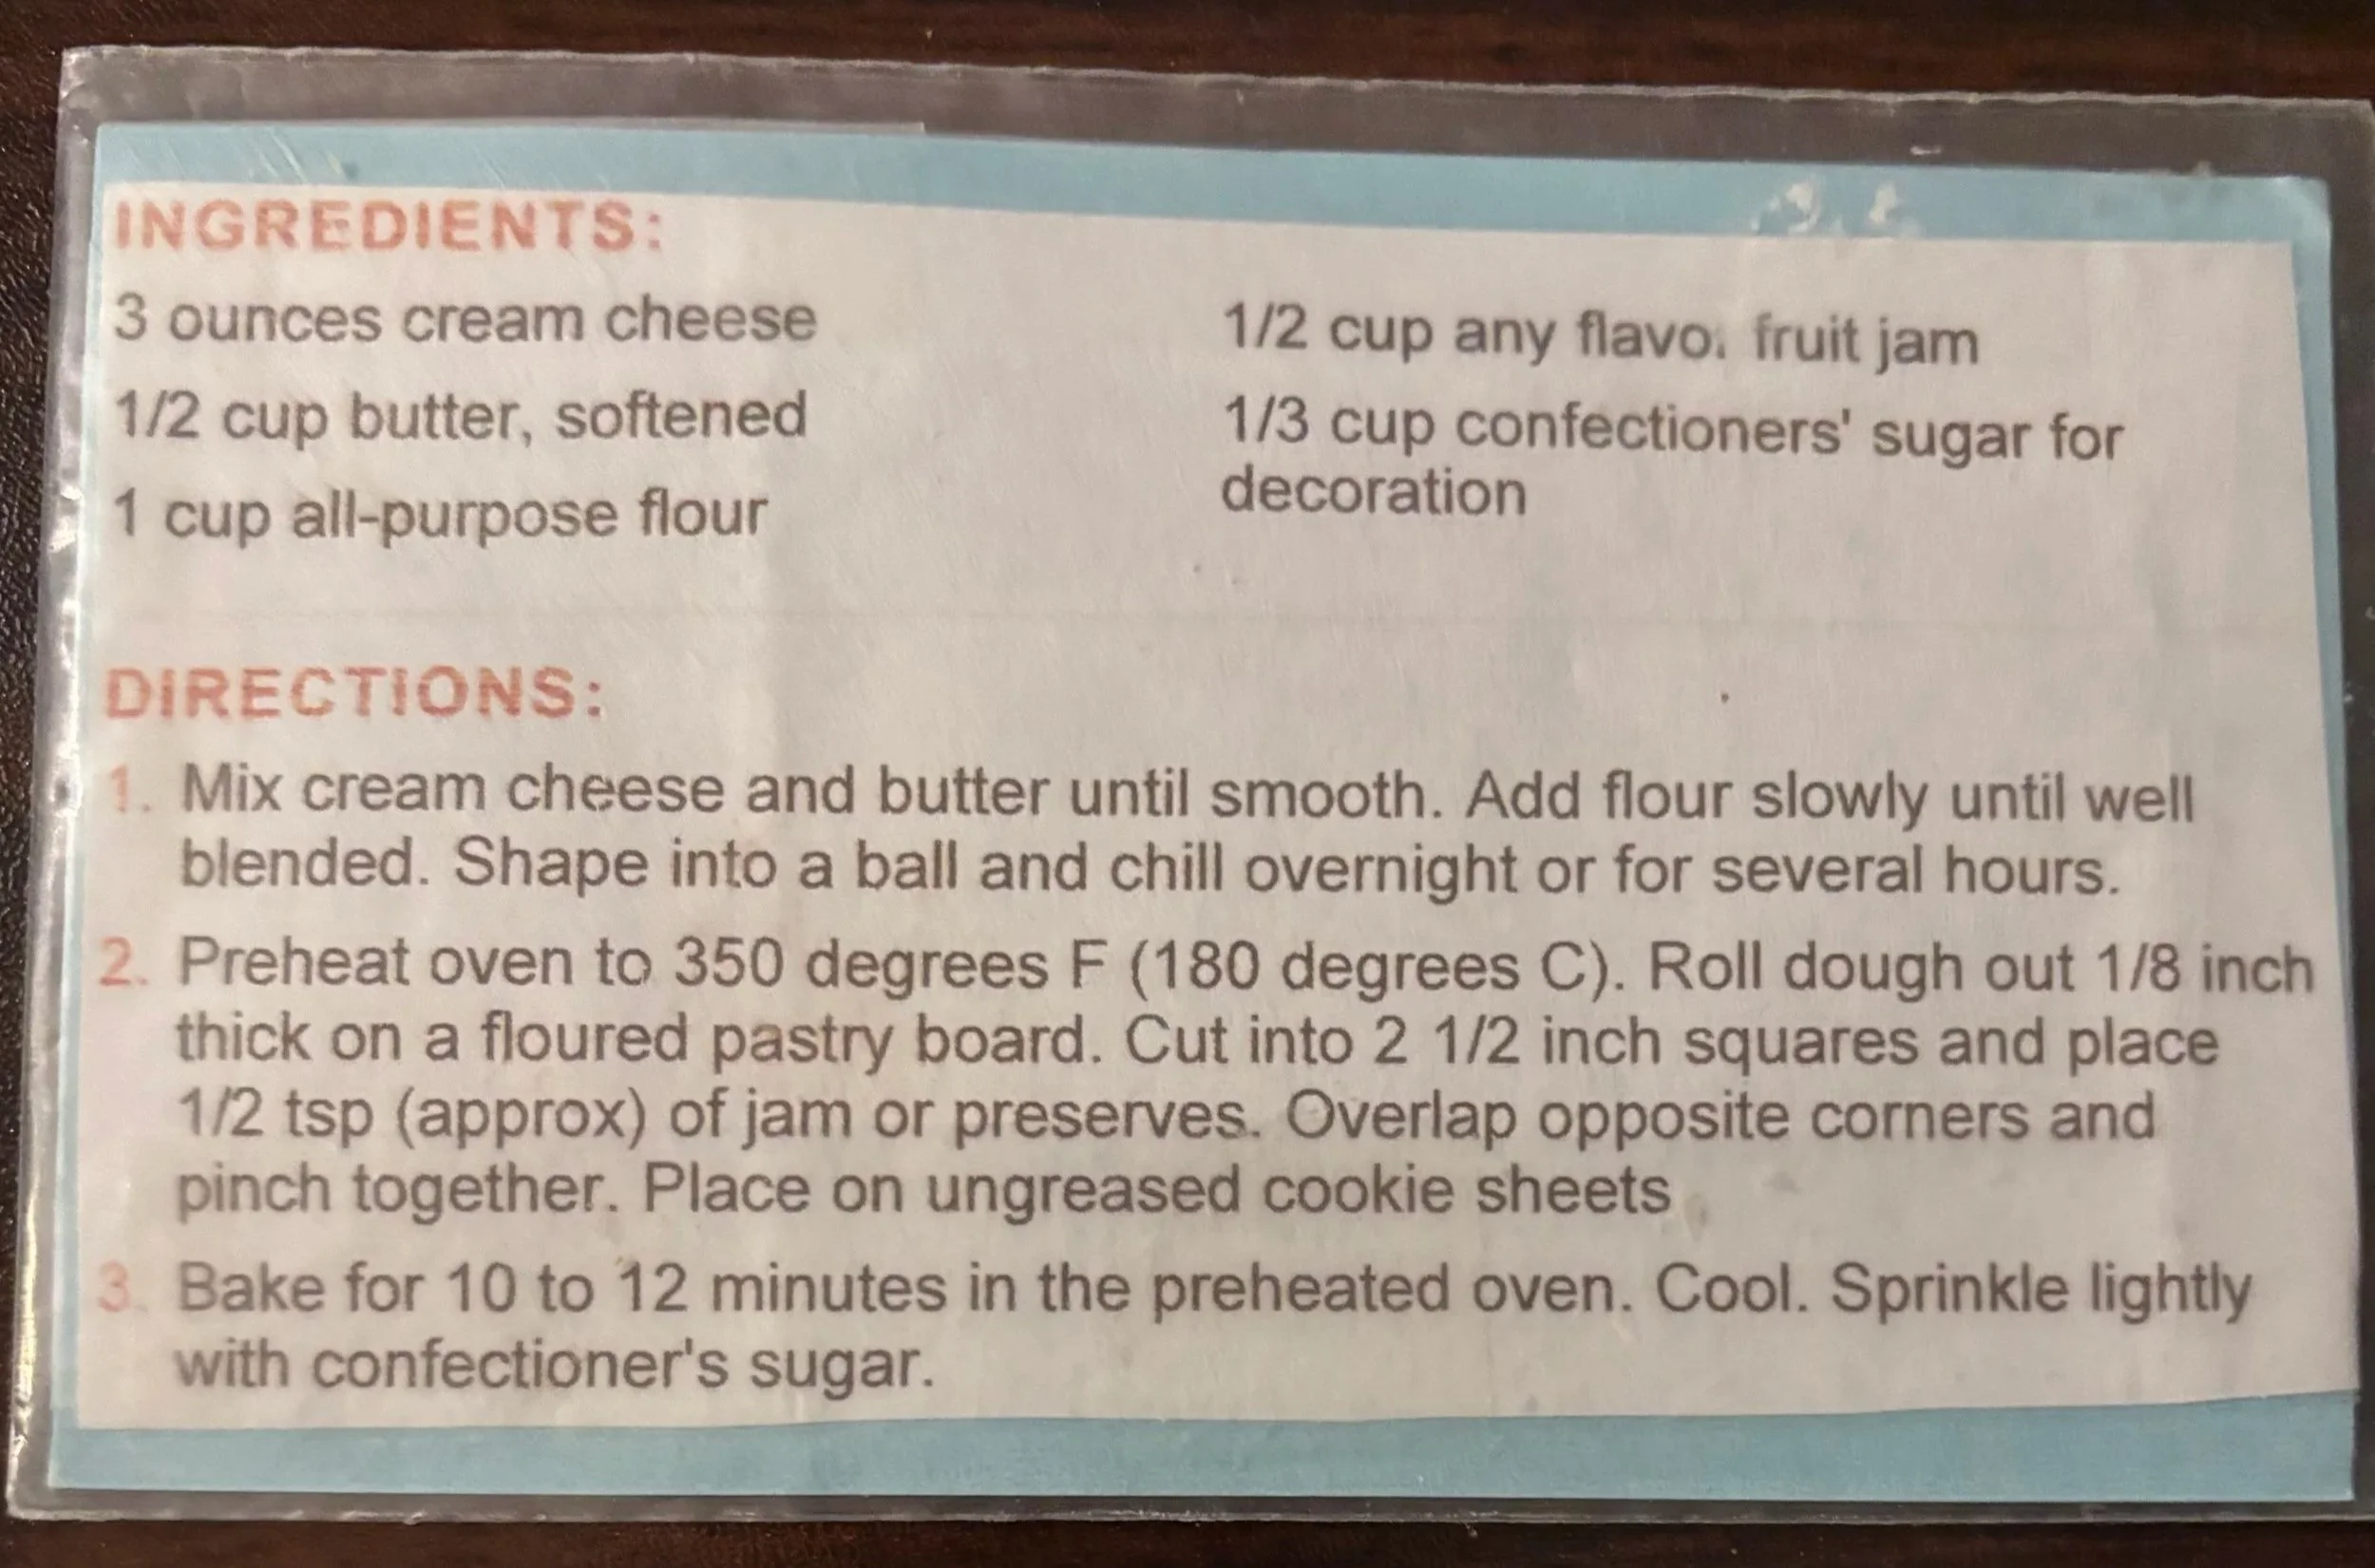 INGREDIENTS:
3 ounces cream cheese
1/2 cup butter, softened
1 cup all-purpose flour
1/2 cup any flavo. fruit jam
1/3 cup confectioners' sugar for
decoration
DIRECTIONS:
1. Mix cream cheese and butter until smooth. Add flour slowly until well
blended. Shape into a ball and chill overnight or for several hours.
2. Preheat oven to 350 degrees F (180 degrees C). Roll dough out 1/8 inch
thick on a floured pastry board. Cut into 2 1/2 inch squares and place
1/2 tsp (approx) of jam or preserves. Overlap opposite corners and
pinch together. Place on ungreased cookie sheets
3. Bake for 10 to 12 minutes in the preheated oven. Cool. Sprinkle lightly
with confectioner's sugar.